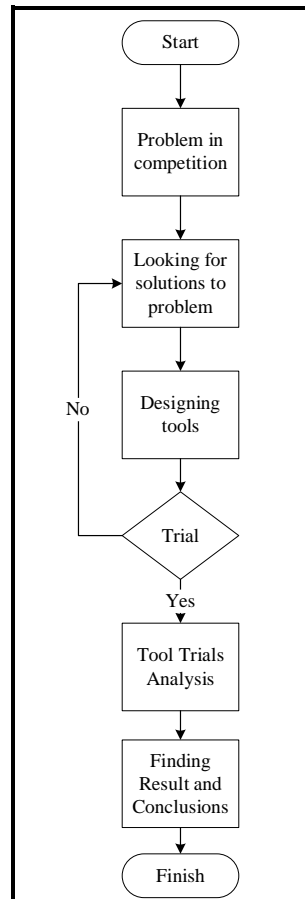 Start
Problem in
competition
Looking for
solutions to
problem
Designing
tools
No
Trial
Yes
Tool Trials
Analysis
Finding
Result and
Conclusions
Finish